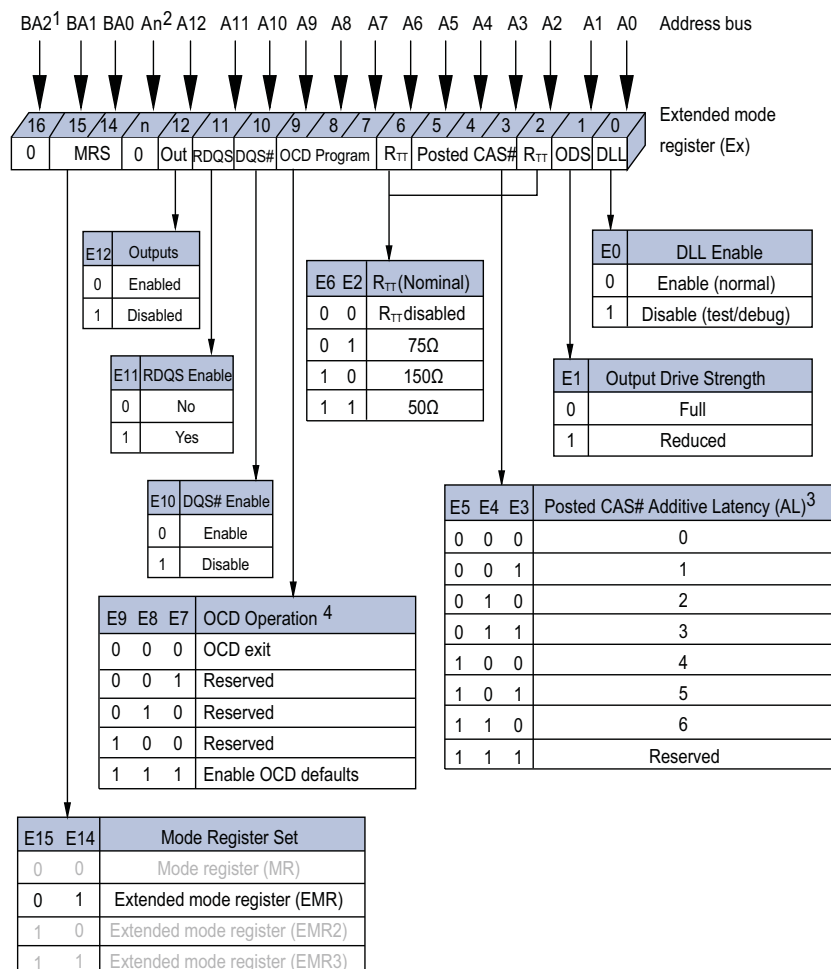 BA2¹ BA1 BA0 An² A12 A11 A10 A9 A8 A7 A6 A5 A4 A3 A2 A1 A0 Address bus
16 15 14 n 12 11 10 9 8 7 6 5 4 3 2 1 0 Extended mode
0 MRS 0 Out RDQS DQS# OCD Program RTT Posted CAS# RTT ODS DLL register (Ex)
E12 Outputs
0 Enabled
1 Disabled
E0 DLL Enable
0 Enable (normal)
1 Disable (test/debug)
E6 E2 RTT(Nominal)
0 0 RTTdisabled
0 1 75Ω
1 0 150Ω
1 1 50Ω
E11 RDQS Enable
0 No
1 Yes
E1 Output Drive Strength
0 Full
1 Reduced
E10 DQS# Enable
0 Enable
1 Disable
E5 E4 E3 Posted CAS# Additive Latency (AL)³
0 0 0 0
0 0 1 1
0 1 0 2
0 1 1 3
1 0 0 4
1 0 1 5
1 1 0 6
1 1 1 Reserved
E9 E8 E7 OCD Operation ⁴
0 0 0 OCD exit
0 0 1 Reserved
0 1 0 Reserved
1 0 0 Reserved
1 1 1 Enable OCD defaults
E15 E14 Mode Register Set
0 0 Mode register (MR)
0 1 Extended mode register (EMR)
1 0 Extended mode register (EMR2)
1 1 Extended mode register (EMR3)